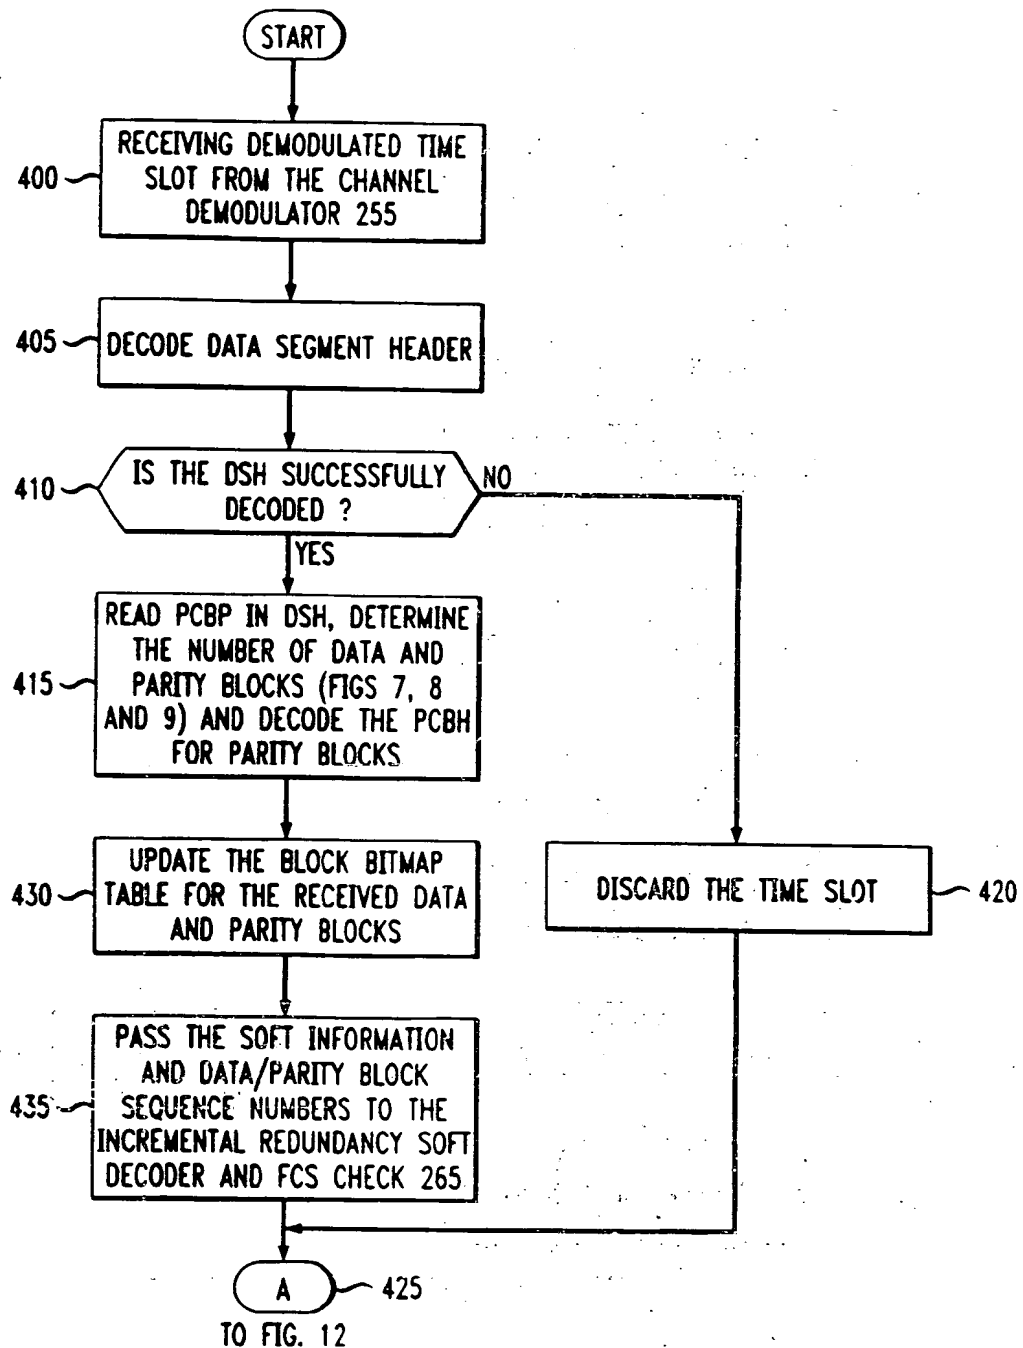 START
400
RECEIVING DEMODULATED TIME
SLOT FROM THE CHANNEL
DEMODULATOR 255
405
DECODE DATA SEGMENT HEADER
410
IS THE DSH SUCCESSFULLY
DECODED ?
NO
YES
415
READ PCBP IN DSH, DETERMINE
THE NUMBER OF DATA AND
PARITY BLOCKS (FIGS 7, 8
AND 9) AND DECODE THE PCBH
FOR PARITY BLOCKS
430
UPDATE THE BLOCK BITMAP
TABLE FOR THE RECEIVED DATA
AND PARITY BLOCKS
DISCARD THE TIME SLOT
420
435
PASS THE SOFT INFORMATION
AND DATA/PARITY BLOCK
SEQUENCE NUMBERS TO THE
INCREMENTAL REDUNDANCY SOFT
DECODER AND FCS CHECK 265
A
425
TO FIG. 12